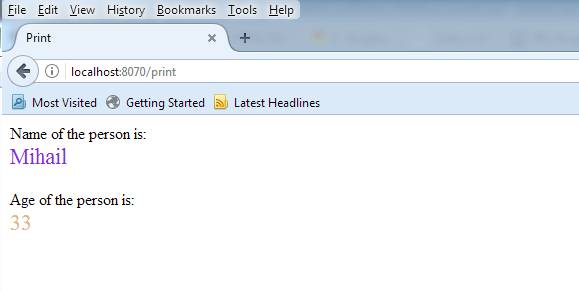 File Edit View History Bookmarks Tools Help
Print
localhost:8070/print
Most Visited Getting Started Latest Headlines
Name of the person is:
Mihail
Age of the person is:
33